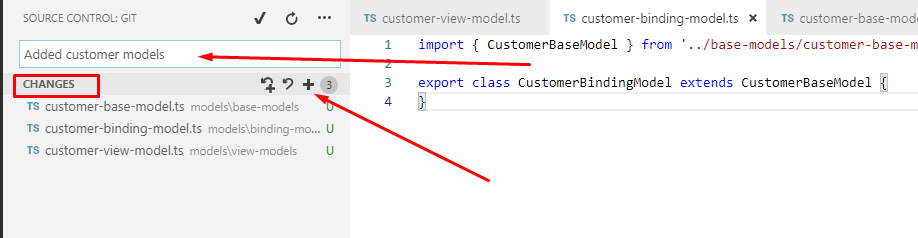 SOURCE CONTROL: GIT
Added customer models
CHANGES
3
TS customer-base-model.ts models\base-models U
TS customer-binding-model.ts models\binding-mo... U
TS customer-view-model.ts models\view-models U
TS customer-view-model.ts
TS customer-binding-model.ts ×
TS customer-base-mod
1 import { CustomerBaseModel } from '../base-models/customer-base-m
2
3 export class CustomerBindingModel extends CustomerBaseModel {
4 }